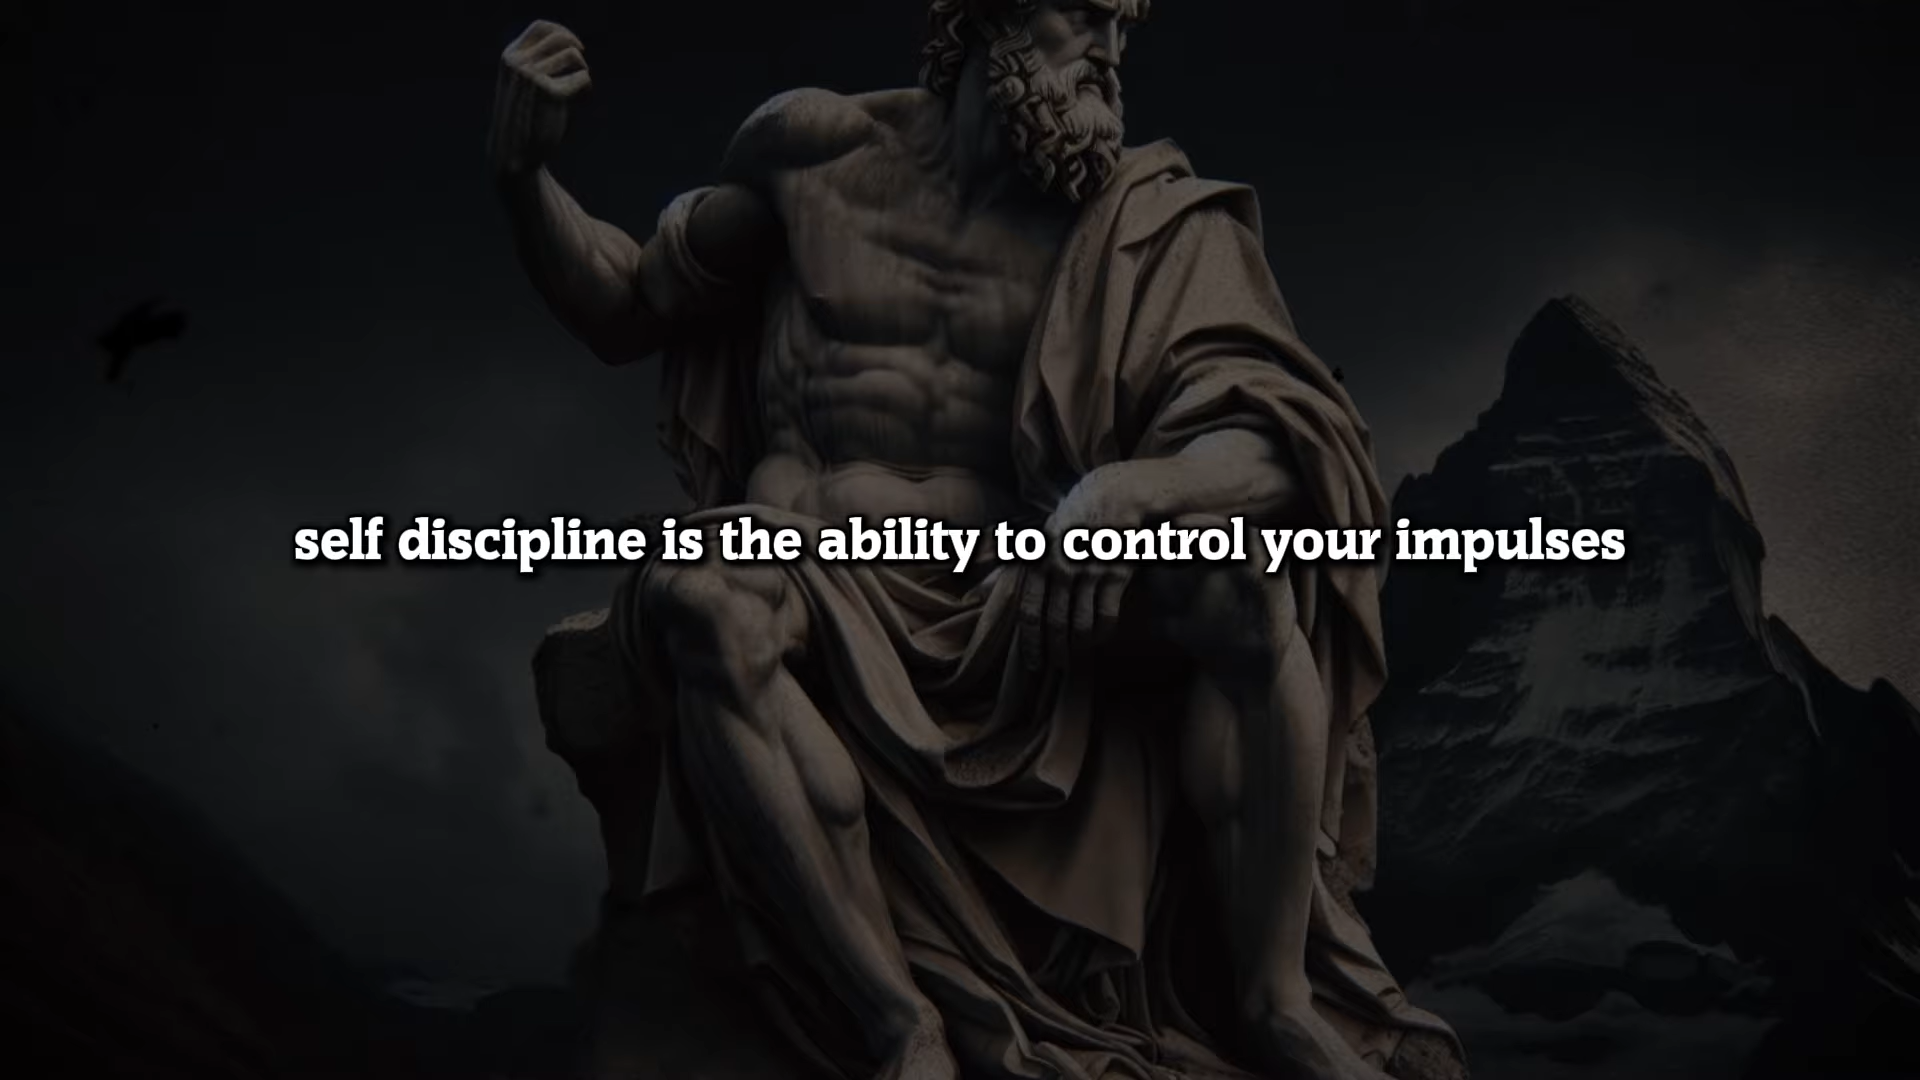 self discipline is the ability to control your impulses